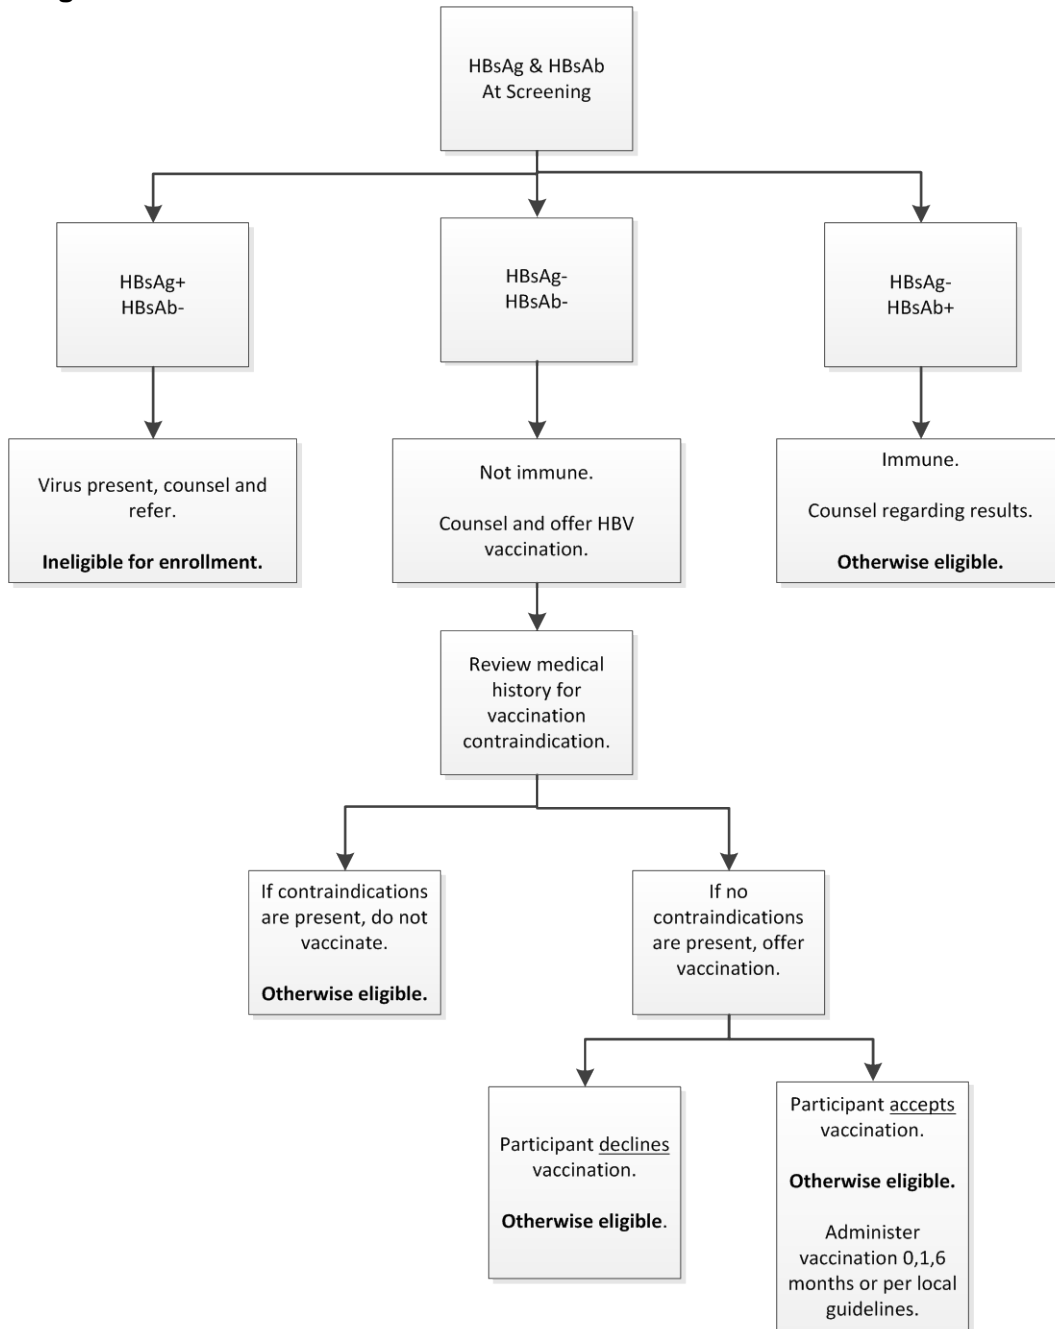 HBsAg & HBsAb
At Screening
HBsAg+
HBsAb-
HBsAg-
HBsAb-
HBsAg-
HBsAb+
Virus present, counsel and
refer.
Ineligible for enrollment.
Not immune.
Counsel and offer HBV
vaccination.
Immune.
Counsel regarding results.
Otherwise eligible.
Review medical
history for
vaccination
contraindication.
If contraindications
are present, do not
vaccinate.
Otherwise eligible.
If no
contraindications
are present, offer
vaccination.
Participant declines
vaccination.
Otherwise eligible.
Participant accepts
vaccination.
Otherwise eligible.
Administer
vaccination 0,1,6
months or per local
guidelines.